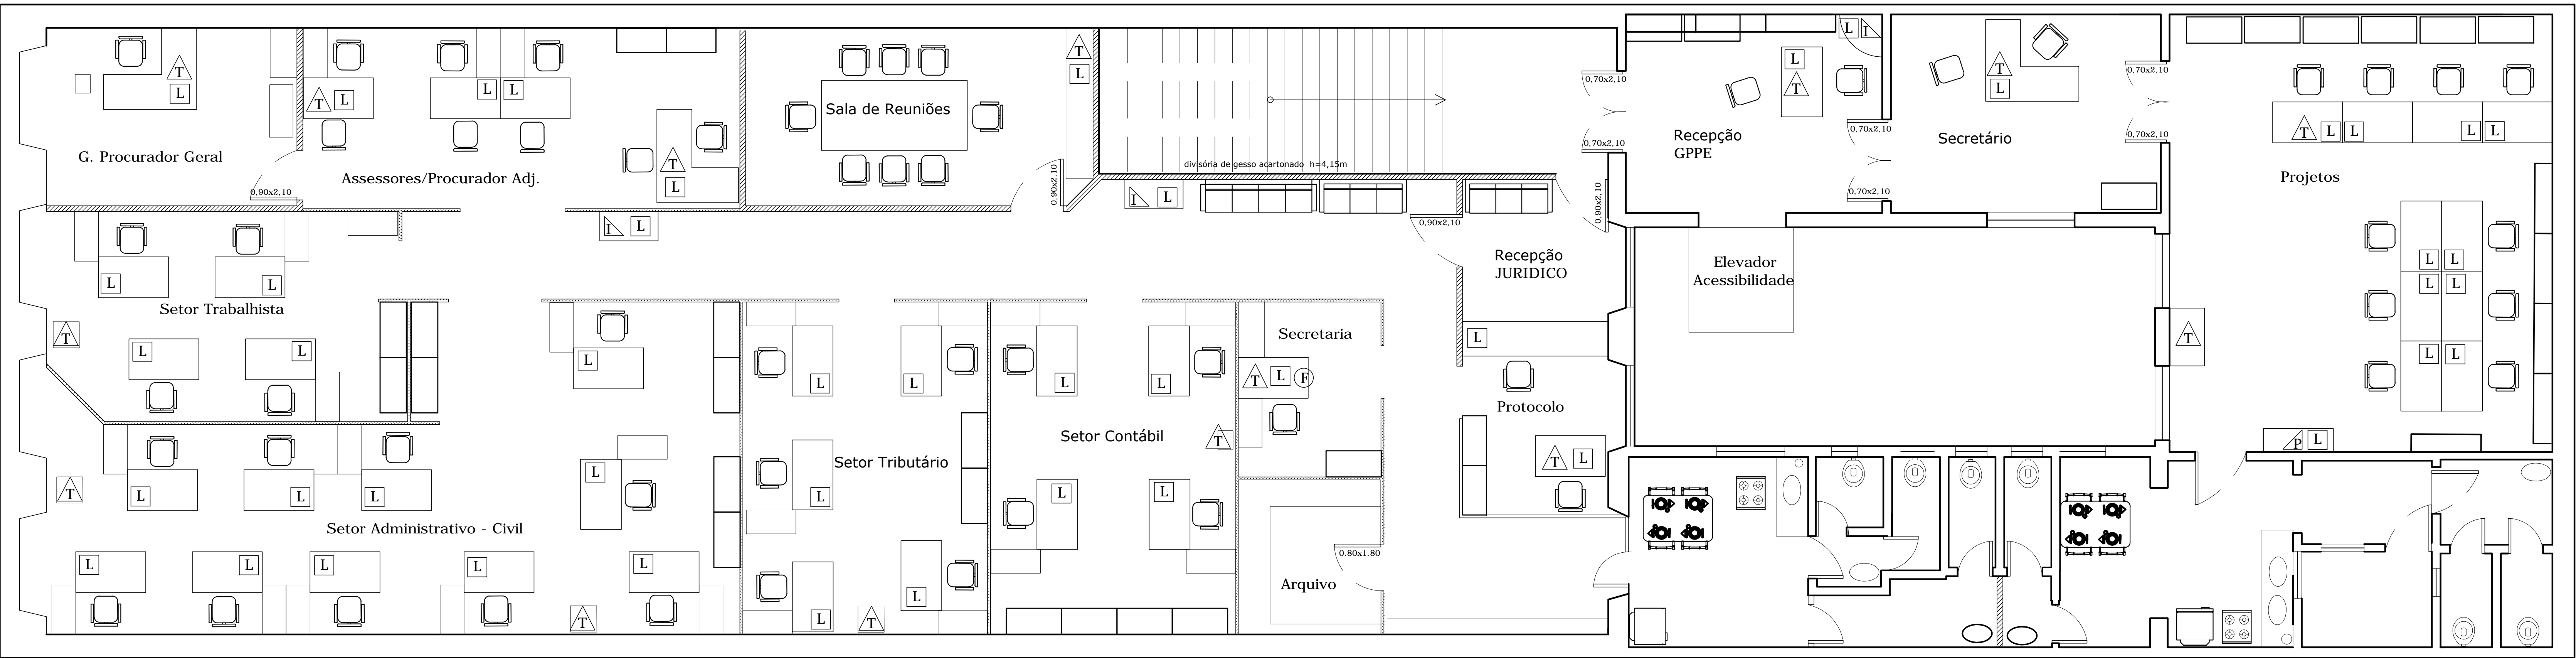 T
L
G. Procurador Geral
0,90x2,10
T
L
L
L
Assessores/Procurador Adj.
T
L
Sala de Reuniões
T
L
0,90x2,10
divisória de gesso acartonado h=4,15m
0,70x2,10
0,70x2,10
Recepção
GPPE
L
T
L
I
0,70x2,10
0,70x2,10
Secretário
T
L
0,70x2,10
0,70x2,10
T
L
L
L
L
Projetos
L
L
L
L
L
L
T
P
L
I
L
I
L
0,90x2,10
0,90x2,10
Recepção
JURIDICO
Elevador
Acessibilidade
L
L
Setor Trabalhista
T
L
L
T
L
L
L
Setor Administrativo - Civil
L
L
L
L
L
T
L
L
L
L
L
Setor Tributário
L
L
T
L
L
Setor Contábil
T
L
L
Secretaria
T
L
F
0.80x1.80
Arquivo
L
Protocolo
T
L